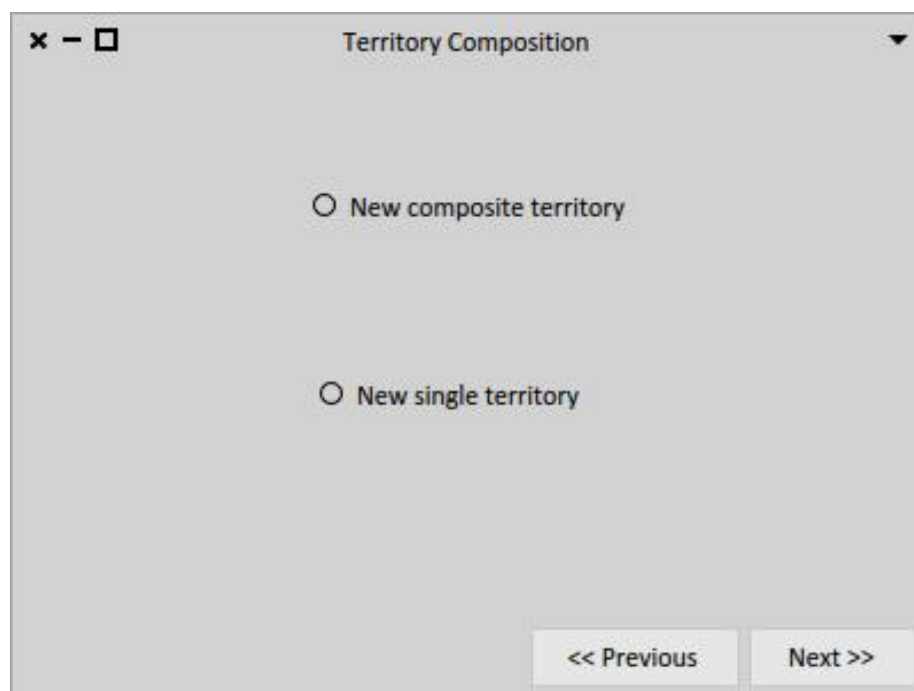 Territory Composition
New composite territory
New single territory
<< Previous Next >>